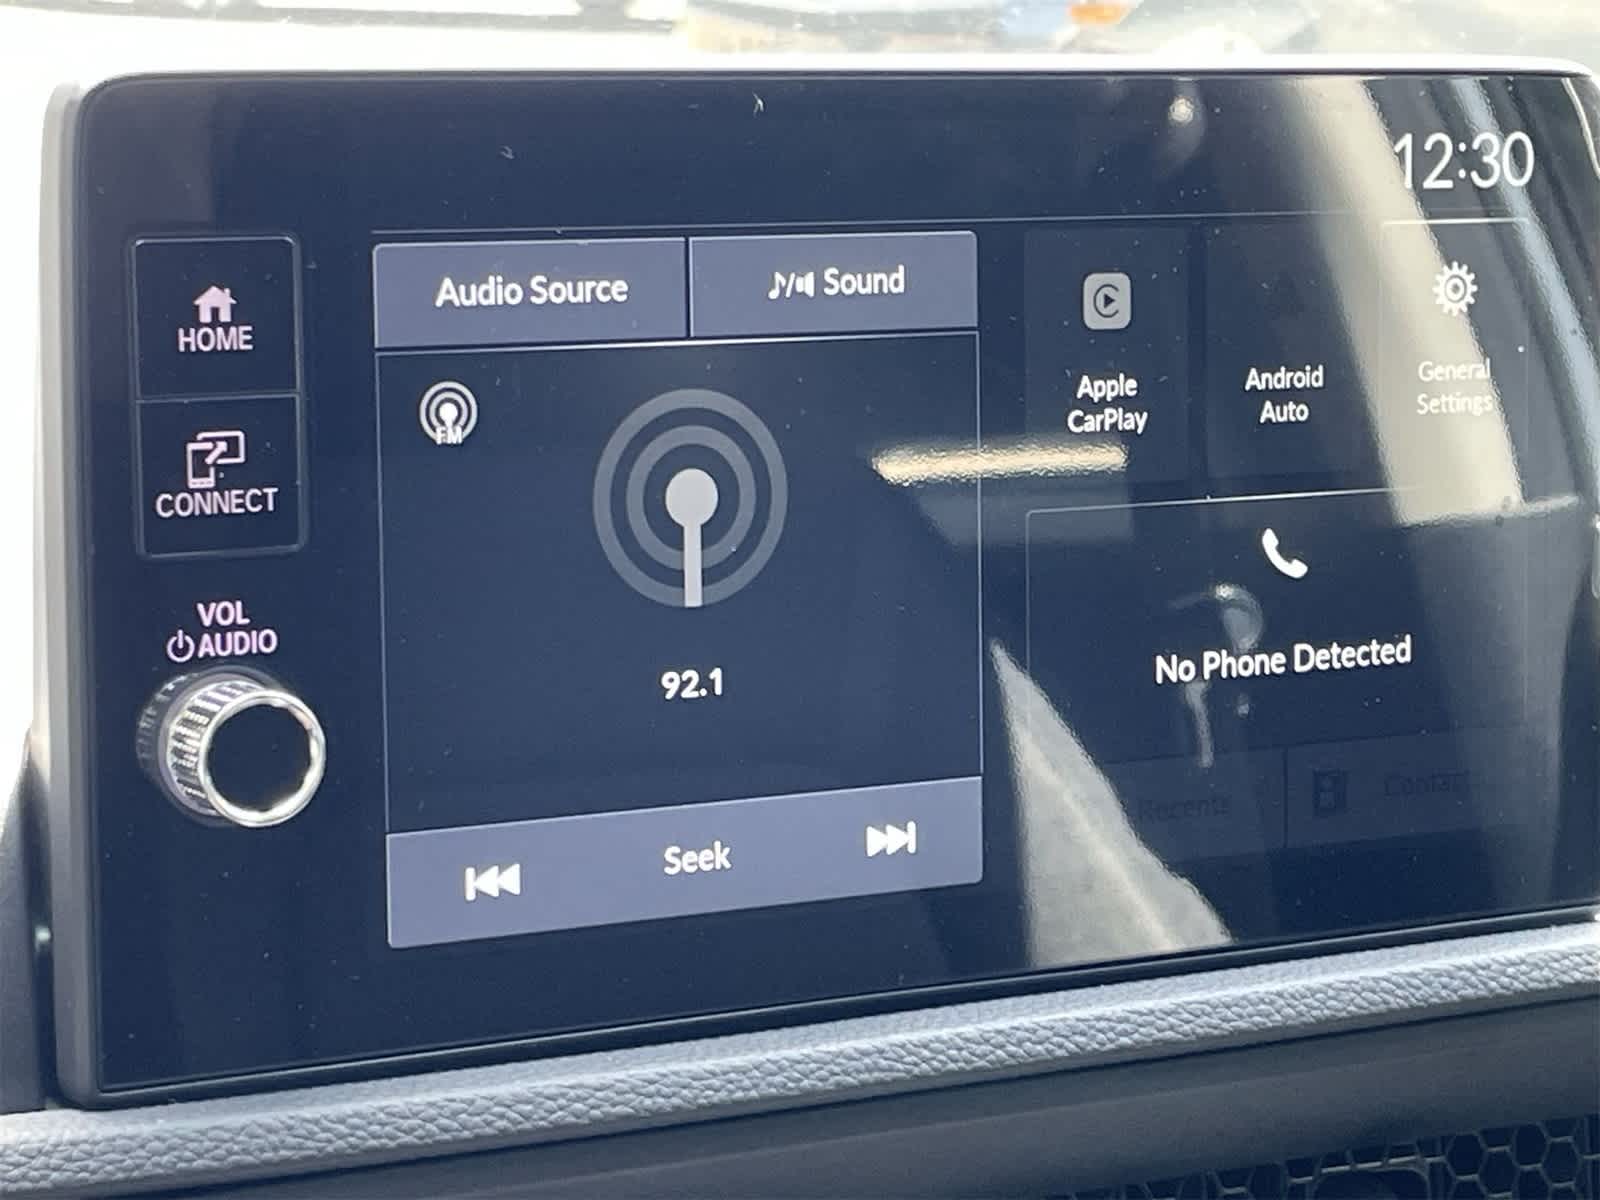 12:30
HOME
CONNECT
VOL
AUDIO
Audio Source
Sound
FM
92.1
Seek
Apple
CarPlay
Android
Auto
General
Settings
No Phone Detected
Recents